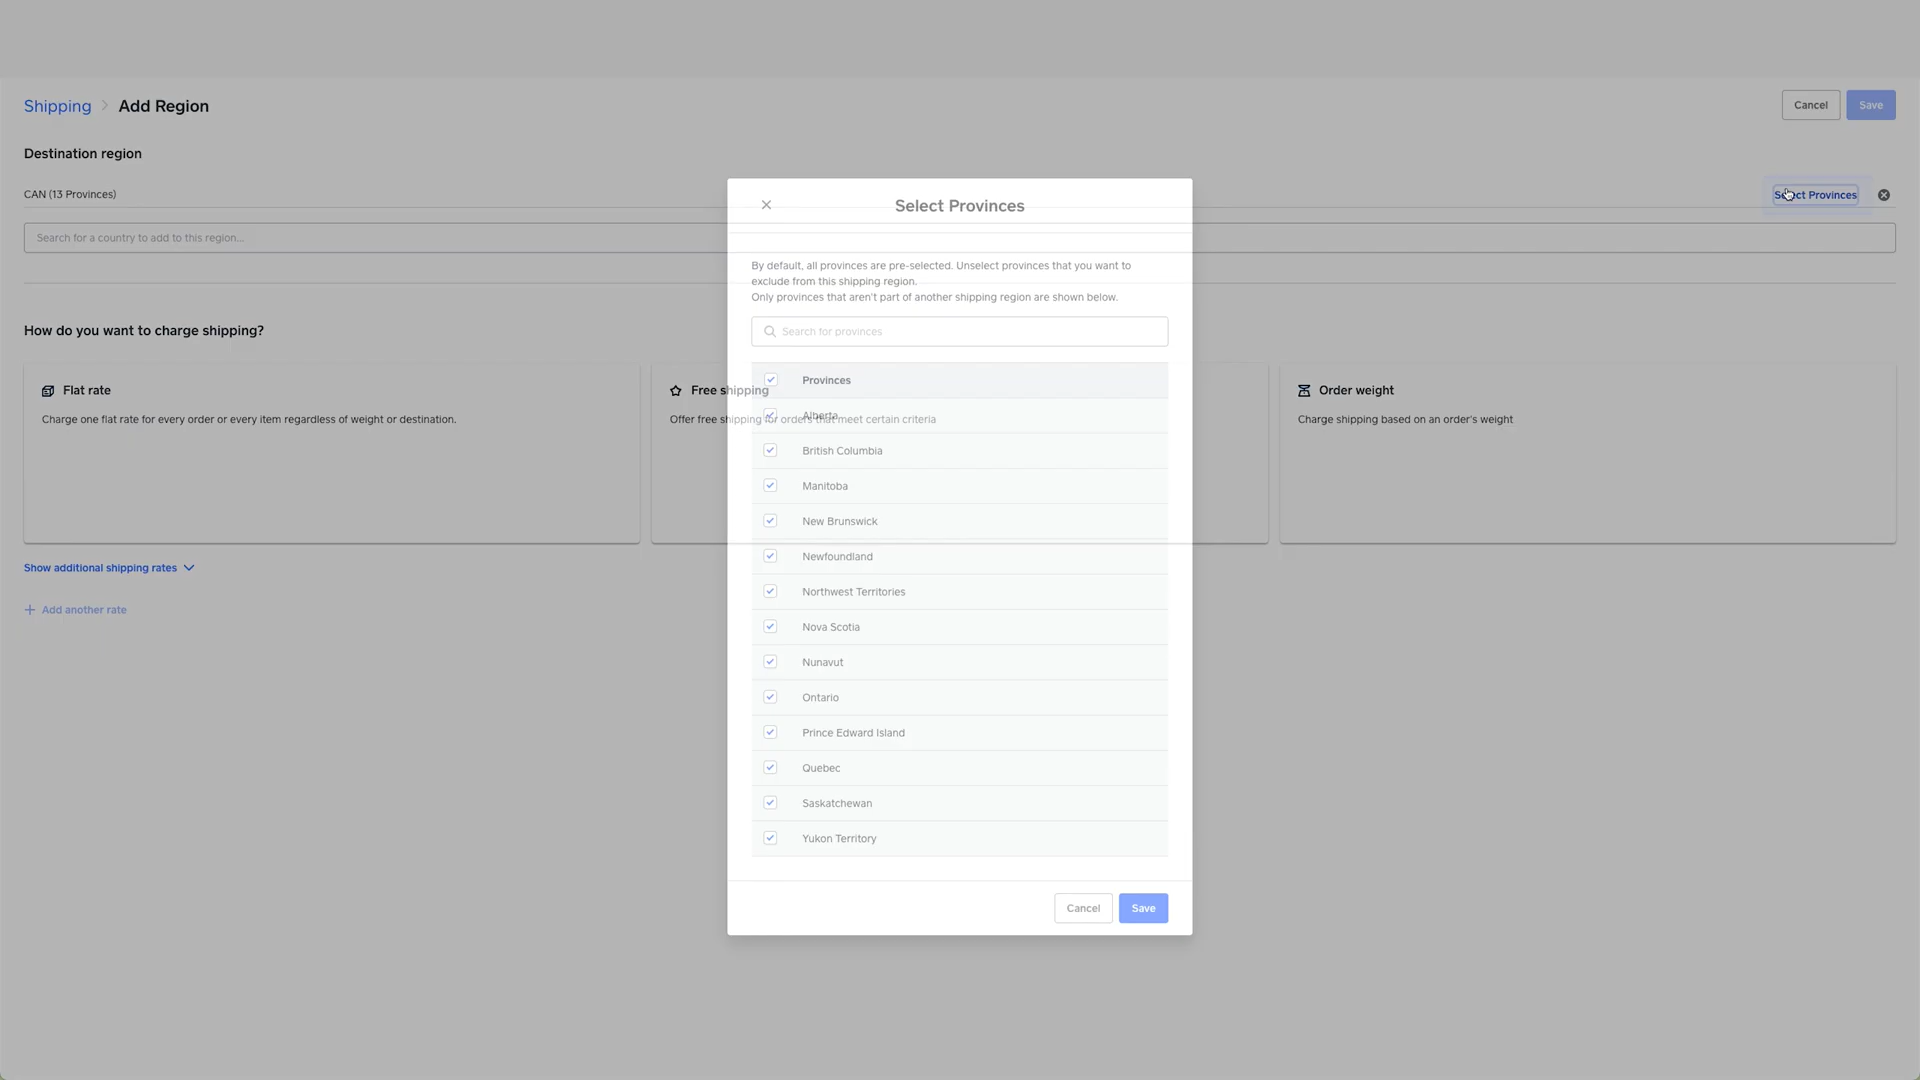 Shipping > Add Region
Cancel
Save
Destination region
CAN (13 Provinces)
Select Provinces
Search for a country to add to this region...
How do you want to charge shipping?
Flat rate
Charge one flat rate for every order or every item regardless of weight or destination.
Free shipping
Offer free shipping for orders that meet certain criteria
Order weight
Charge shipping based on an order's weight
Show additional shipping rates
+ Add another rate
Select Provinces
By default, all provinces are pre-selected. Unselect provinces that you want to
exclude from this shipping region.
Only provinces that aren't part of another shipping region are shown below.
Search for provinces
Provinces
Alberta
British Columbia
Manitoba
New Brunswick
Newfoundland
Northwest Territories
Nova Scotia
Nunavut
Ontario
Prince Edward Island
Quebec
Saskatchewan
Yukon Territory
Cancel
Save